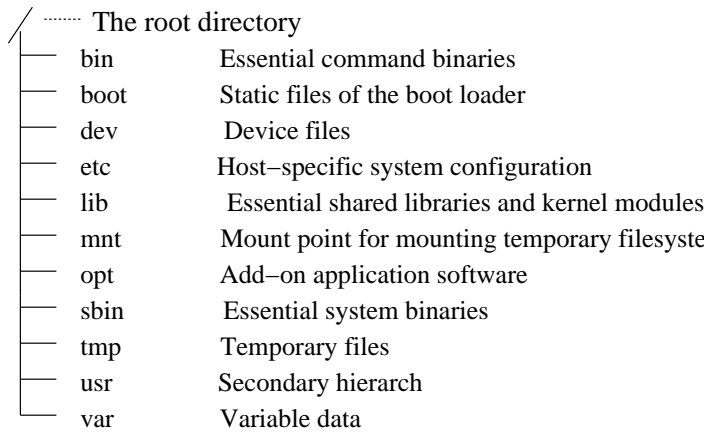 / The root directory
bin Essential command binaries
boot Static files of the boot loader
dev Device files
etc Host−specific system configuration
lib Essential shared libraries and kernel modules
mnt Mount point for mounting temporary filesyste
opt Add−on application software
sbin Essential system binaries
tmp Temporary files
usr Secondary hierarch
var Variable data